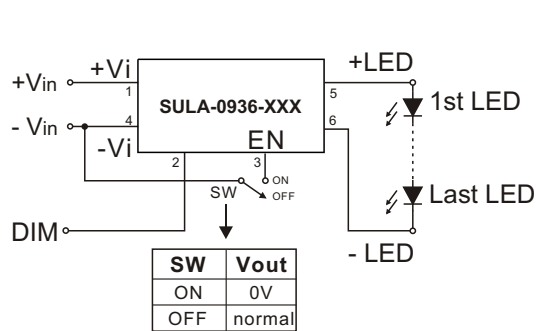 +Vin
+Vi
1
SULA-0936-XXX
+LED
5
1st LED
- Vin
4
-Vi
2
EN
3
6
SW
ON
OFF
Last LED
DIM
- LED
SW Vout
ON 0V
OFF normal